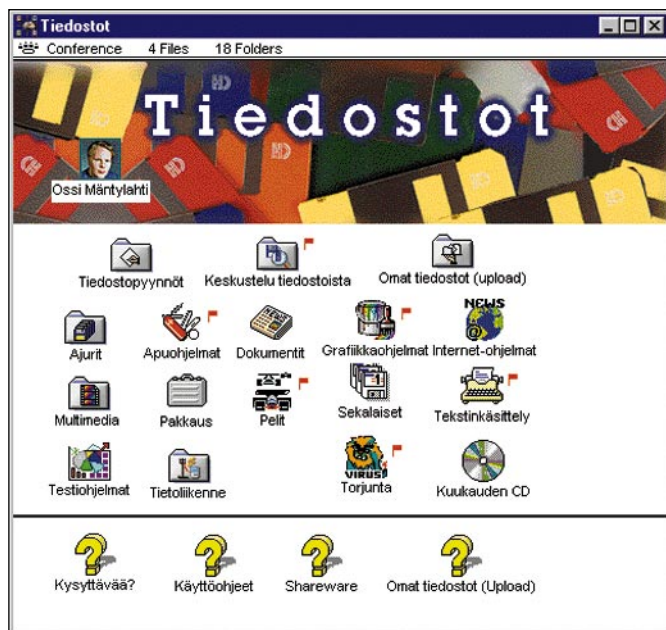 Tiedostot
Conference 4 Files 18 Folders
Tiedostot
Ossi Mäntylahti
Tiedostopyynnöt Keskustelu tiedostoista Omat tiedostot (upload)
NEWS
@
Ajurit Apuohjelmat Dokumentit Grafiikkaohjelmat Internet-ohjelmat
Multimedia Pakkaus Pelit Sekalaiset Tekstinkäsittely
VIRUS
Testiohjelmat Tietoliikenne Torjunta Kuukauden CD
Kysyttävää? Käyttöohjeet Shareware Omat tiedostot (Upload)